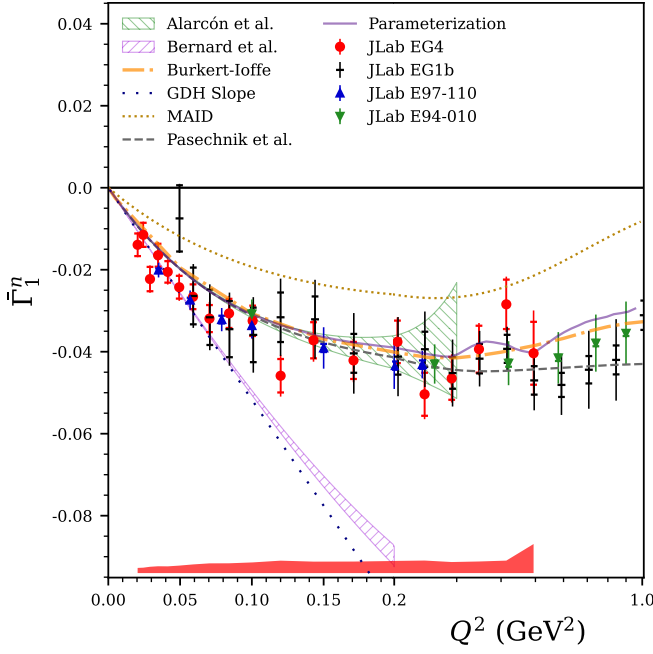 0.04
0.02
0.0
-0.02
-0.04
-0.06
-0.08
Γ̄₁ⁿ
Alarcón et al.
Bernard et al.
Burkert-Ioffe
GDH Slope
MAID
Pasechnik et al.
Parameterization
JLab EG4
JLab EG1b
JLab E97-110
JLab E94-010
0.00 0.05 0.10 0.15 0.2 1.0
Q² (GeV²)